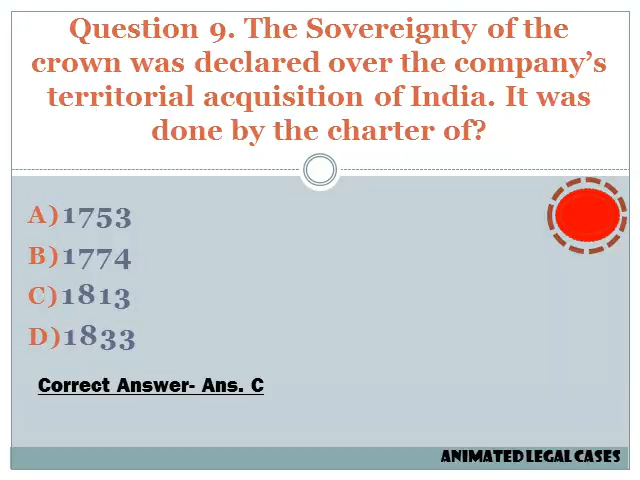 Question 9. The Sovereignty of the
crown was declared over the company's
territorial acquisition of India. It was
done by the charter of?
A) 1753
B) 1774
C) 1813
D) 1833
Correct Answer- Ans. C
ANIMATED LEGAL CASES